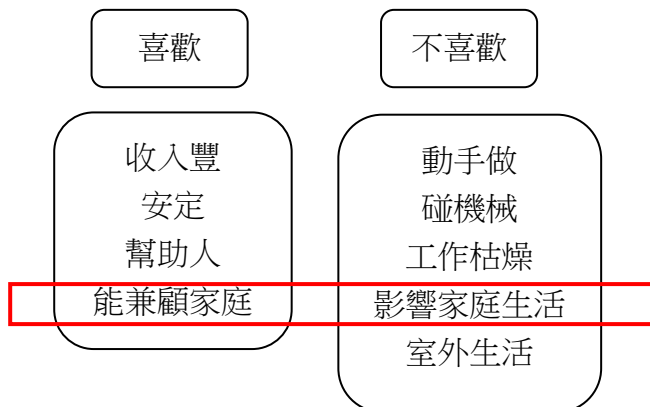 喜歡
不喜歡
收入豐
安定
幫助人
能兼顧家庭
動手做
碰機械
工作枯燥
影響家庭生活
室外生活